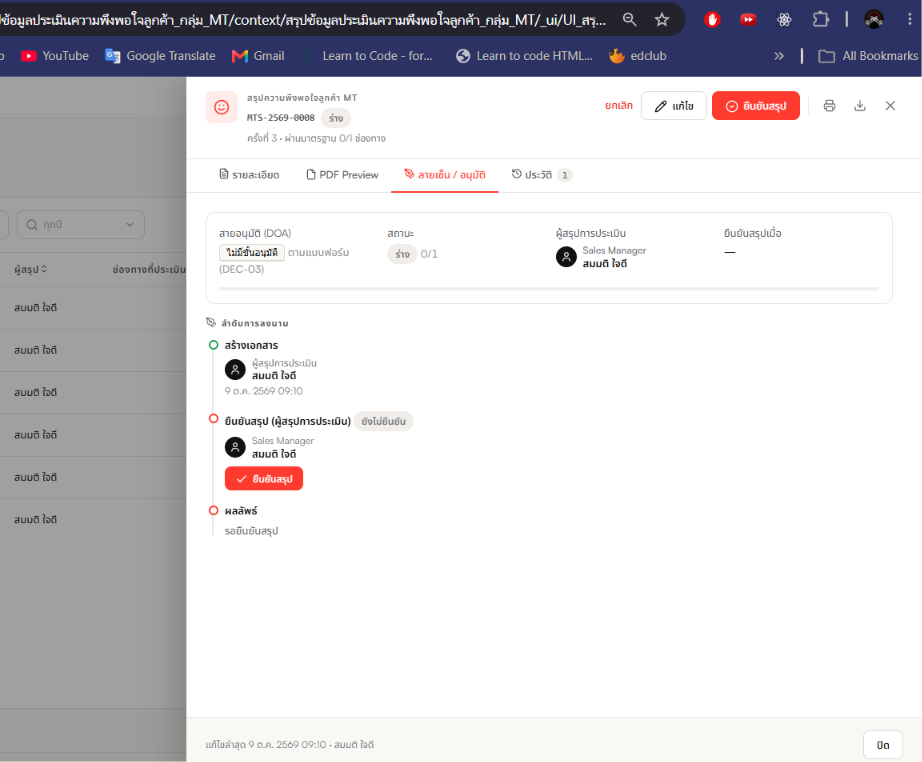 ข้อมูลประเมินความพึงพอใจลูกค้า_กลุ่ม_MT/context/สรุปข้อมูลประเมินความพึงพอใจลูกค้า_กลุ่ม_MT/_ui/UI_สรุ...
YouTube Google Translate Gmail Learn to Code - for... Learn to code HTML... edclub » All Bookmarks
สรุปความพึงพอใจลูกค้า MT
MTS-2569-0008 ร่าง
ครั้งที่ 3 • ผ่านมาตรฐาน 0/1 ช่องทาง
ยกเลิก แก้ไข ยืนยันสรุป
รายละเอียด PDF Preview ลายเซ็น / อนุมัติ ประวัติ 1
ทุกปี
ผู้สรุป ช่องทางที่ประเมิน
สมมติ ใจดี
สมมติ ใจดี
สมมติ ใจดี
สมมติ ใจดี
สมมติ ใจดี
สมมติ ใจดี
สายอนุมัติ (DOA) สถานะ ผู้สรุปการประเมิน ยืนยันสรุปเมื่อ
ไม่มีขั้นอนุมัติ ตามแบบฟอร์ม ร่าง 0/1 Sales Manager —
(DEC-03) สมมติ ใจดี
ลำดับการลงนาม
สร้างเอกสาร
ผู้สรุปการประเมิน
สมมติ ใจดี
9 ต.ค. 2569 09:10
ยืนยันสรุป (ผู้สรุปการประเมิน) ยังไม่ยืนยัน
Sales Manager
สมมติ ใจดี
ยืนยันสรุป
ผลลัพธ์
รอยืนยันสรุป
แก้ไขล่าสุด 9 ต.ค. 2569 09:10 • สมมติ ใจดี ปิด